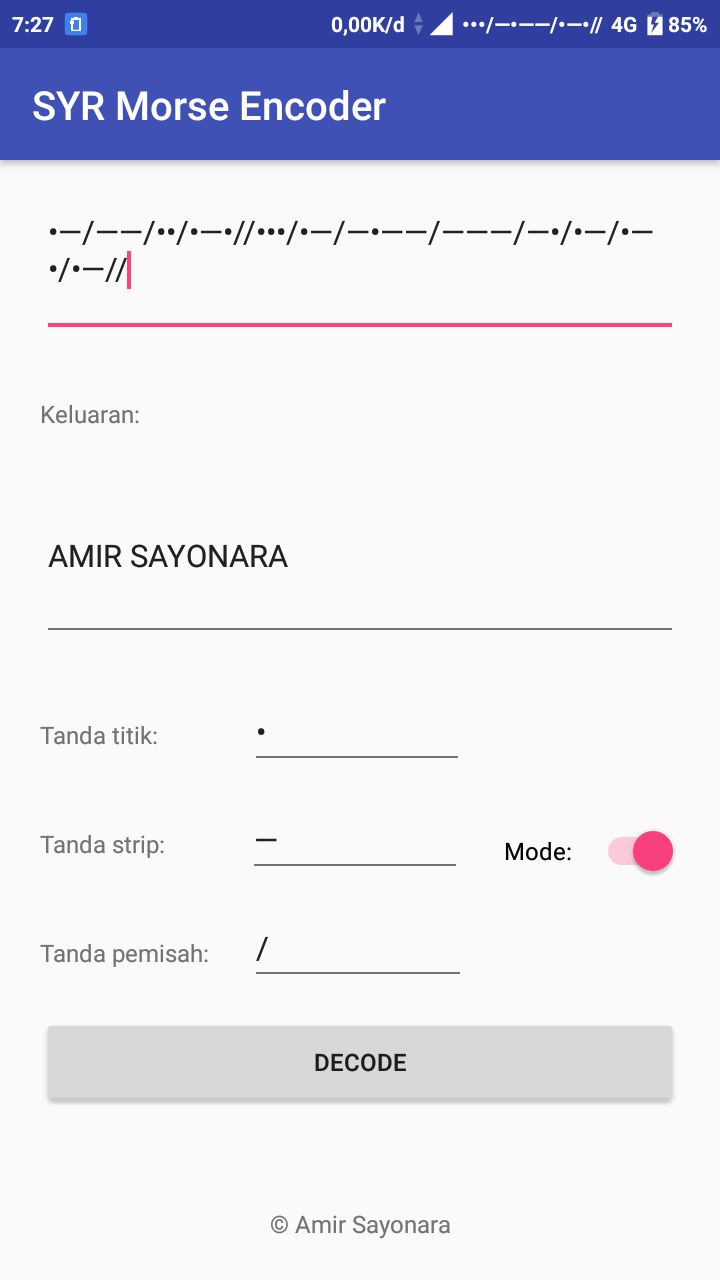 7:27 0,00K/d •••/—•——/•—•// 4G 85%
SYR Morse Encoder
•—/——/••/•—•//•••/•—/—•——/———/—•/•—/•—
•/•—//
Keluaran:
AMIR SAYONARA
Tanda titik: •
Tanda strip: —
Mode:
Tanda pemisah: /
DECODE
© Amir Sayonara